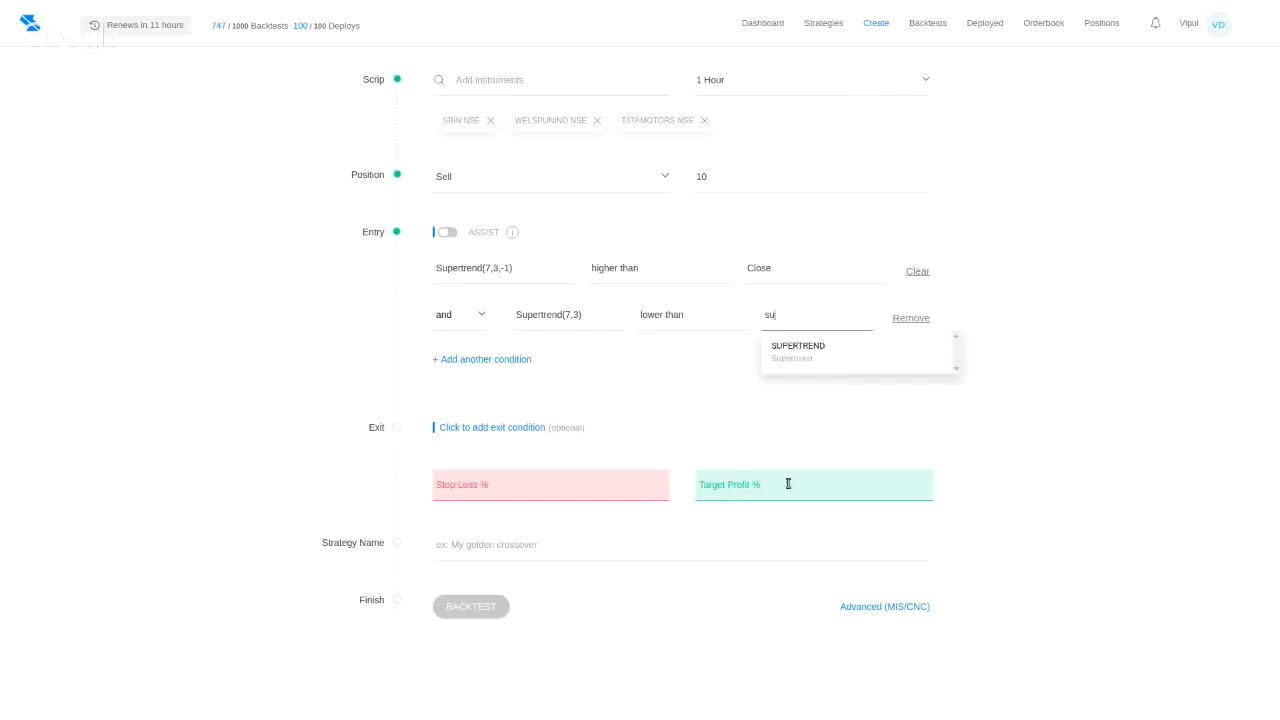 Renews in 11 hours
747 / 1000 Backtests 100 / 100 Deploys
Dashboard Strategies Create Backtests Deployed Orderbook Positions Vipul VD
Scrip Add instruments 1 Hour
SBIN NSE WELSPUNIND NSE TATAMOTORS NSE
Position Sell 10
Entry ASSIST i
Supertrend(7,3,-1) higher than Close Clear
and Supertrend(7,3) lower than su Remove
SUPERTREND
Supertrend
+ Add another condition
Exit Click to add exit condition (optional)
Stop Loss % Target Profit %
Strategy Name ex: My golden crossover
Finish BACKTEST Advanced (MIS/CNC)